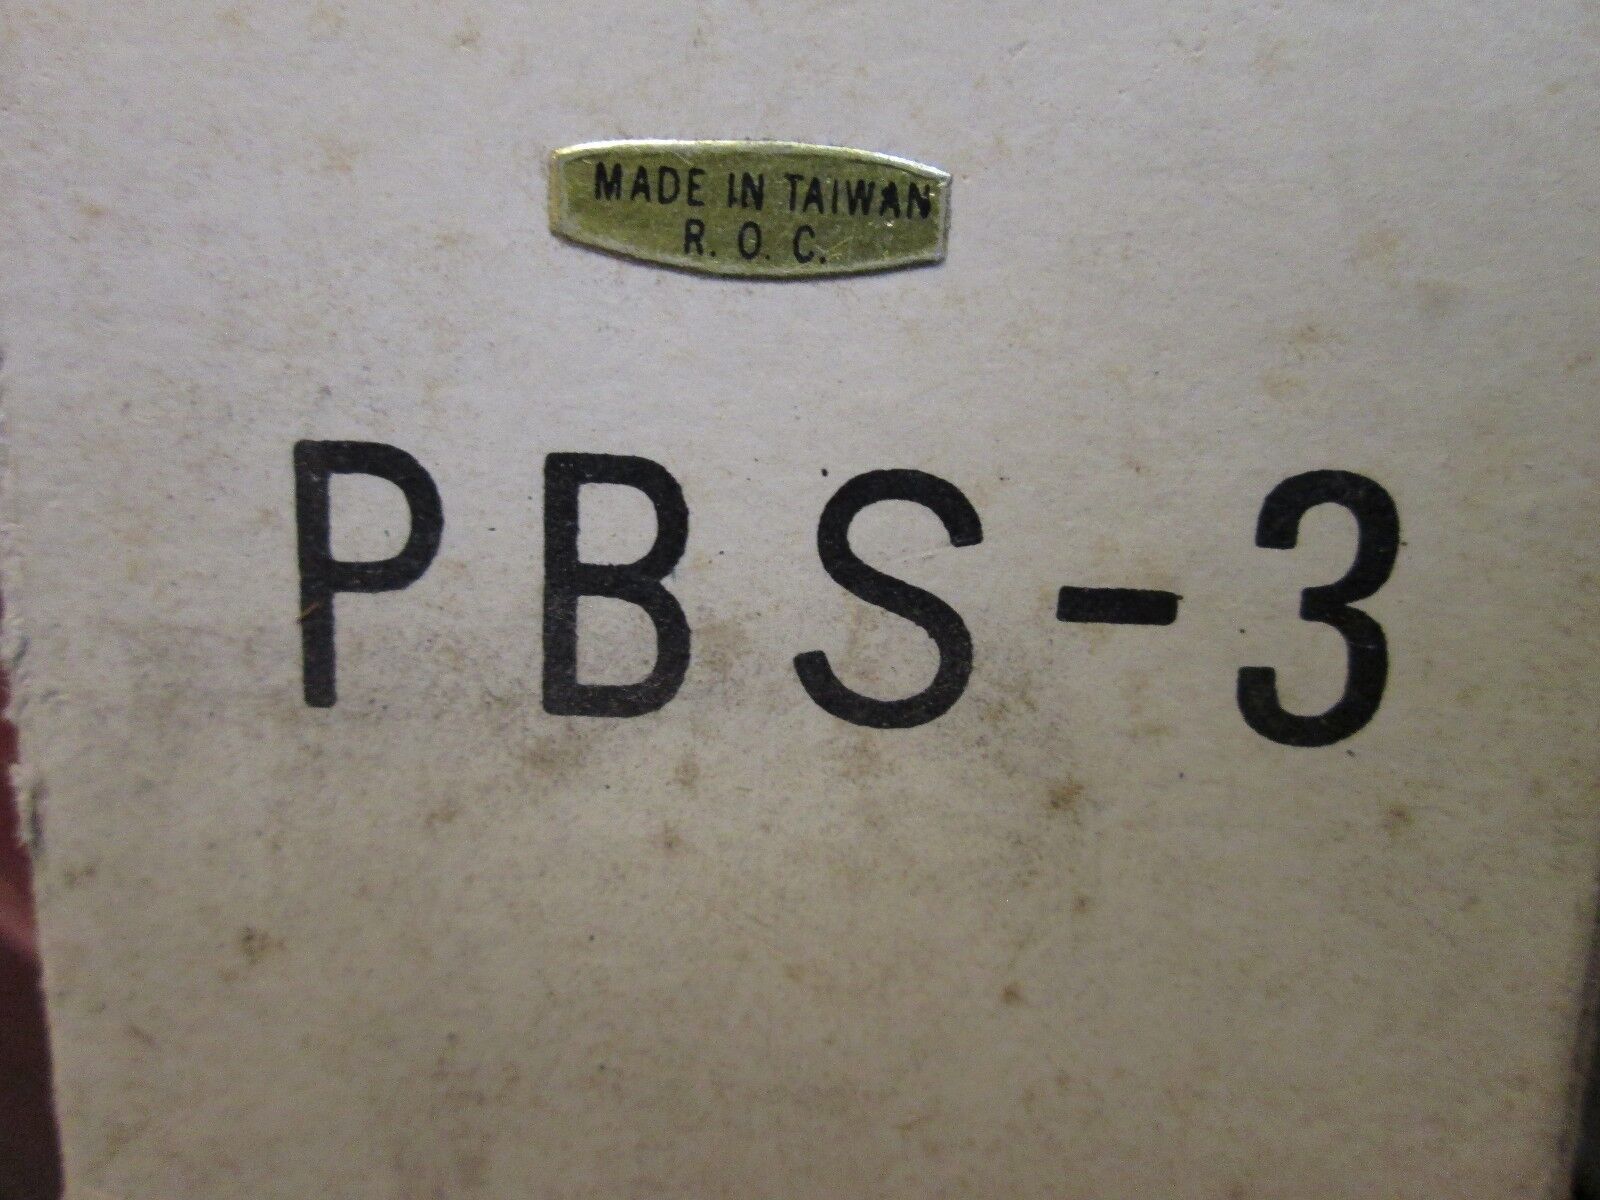 MADE IN TAIWAN
R. O. C.
PBS-3